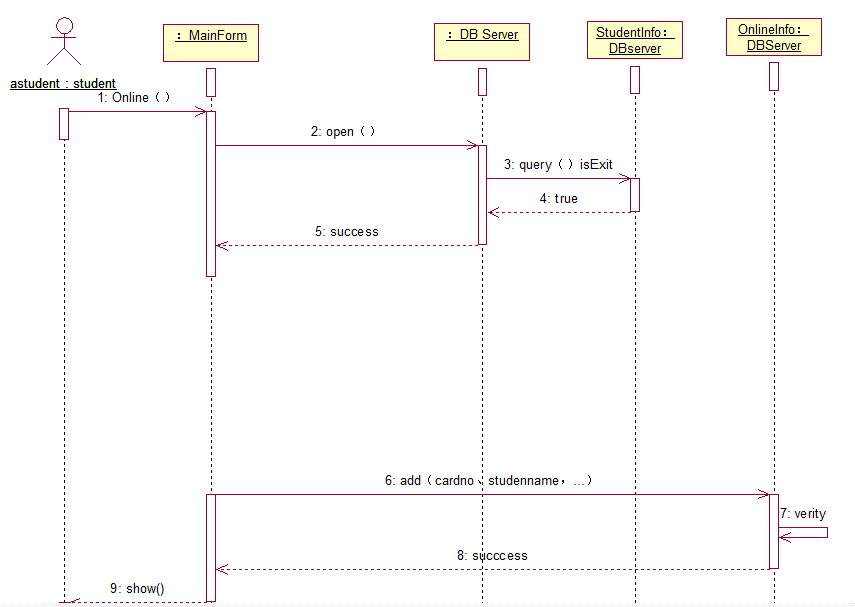 ：MainForm
：DB Server
StudentInfo：
DBserver
OnlineInfo：
DBServer
astudent : student
1: Online（）
2: open（）
3: query（）isExit
4: true
5: success
6: add（cardno、studenname，...）
7: verity
8: succcess
9: show()